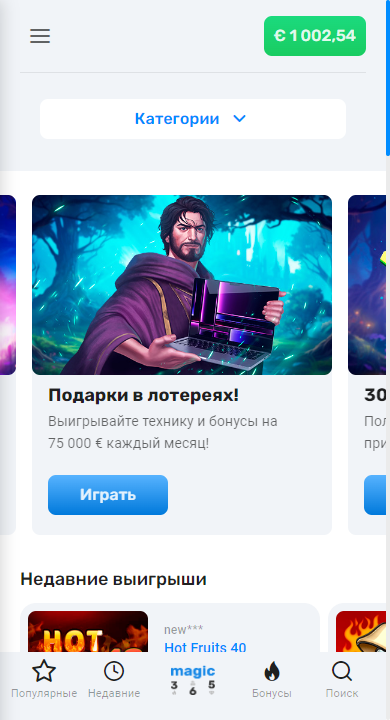 € 1 002,54
Категории
Подарки в лотереях!
Выигрывайте технику и бонусы на
75 000 € каждый месяц!
Играть
30
Пол
при
Недавние выигрыши
HOT
new***
Hot Fruits 40
magic
3 6 5
Популярные
Недавние
Бонусы
Поиск